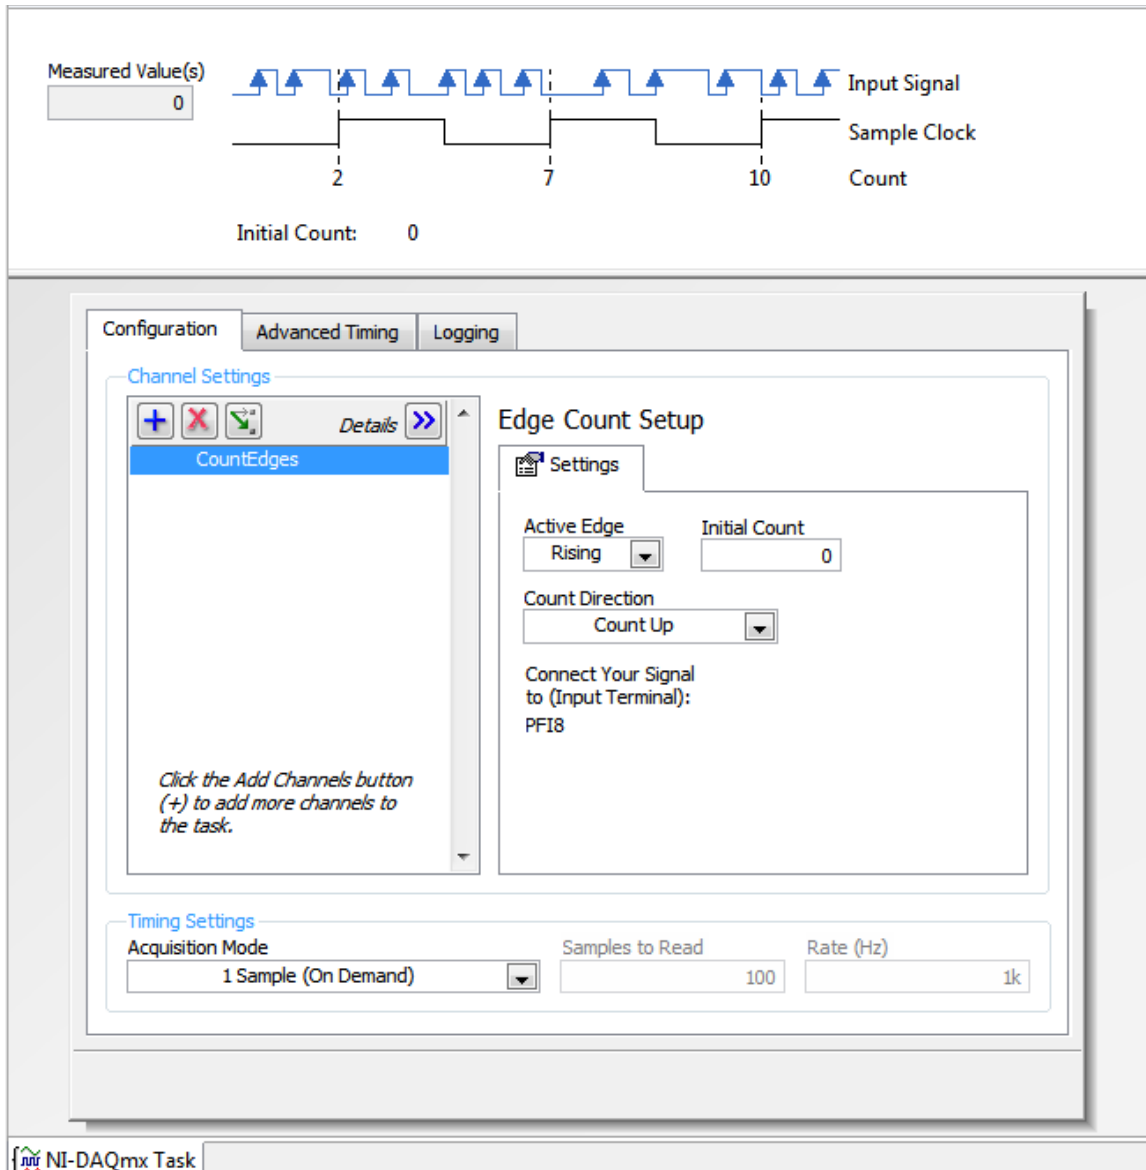 Measured Value(s)
0
Input Signal
Sample Clock
2 7 10 Count
Initial Count: 0
Configuration Advanced Timing Logging
Channel Settings
Details
CountEdges
Click the Add Channels button
(+) to add more channels to
the task.
Edge Count Setup
Settings
Active Edge Initial Count
Rising 0
Count Direction
Count Up
Connect Your Signal
to (Input Terminal):
PFI8
Timing Settings
Acquisition Mode Samples to Read Rate (Hz)
1 Sample (On Demand) 100 1k
NI-DAQmx Task